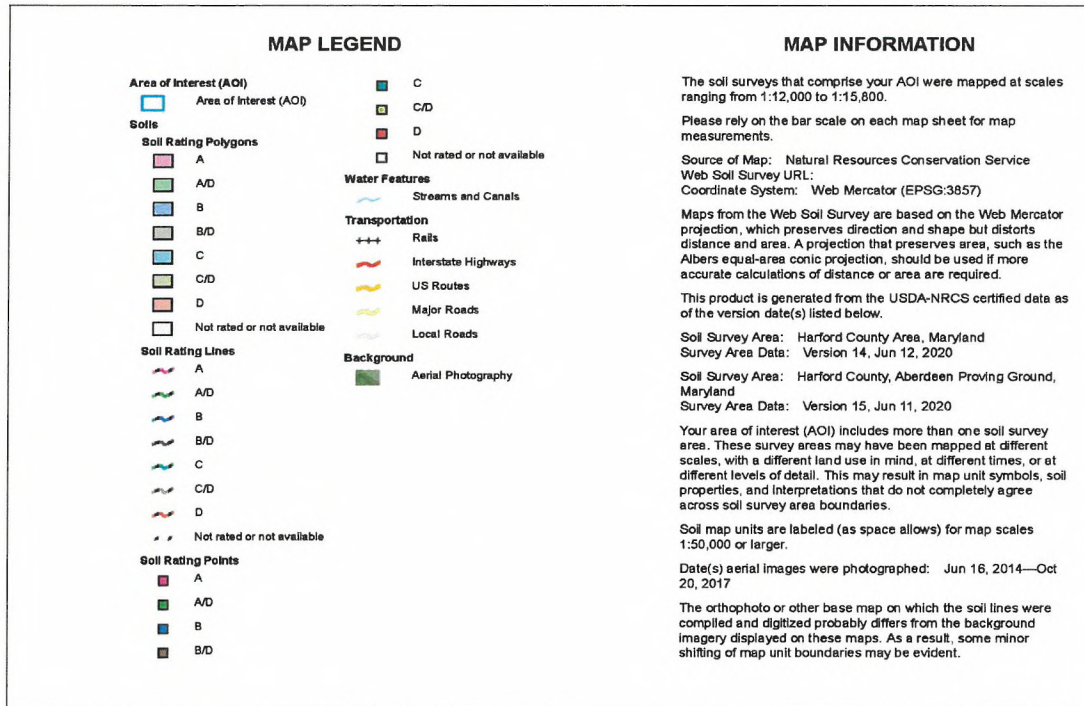 MAP LEGEND
Area of Interest (AOI)
Area of Interest (AOI)
Soils
Soil Rating Polygons
A
A/D
B
B/D
C
C/D
D
Not rated or not available
Soil Rating Lines
A
A/D
B
B/D
C
C/D
D
Not rated or not available
Soil Rating Points
A
A/D
B
B/D
C
C/D
D
Not rated or not available
Water Features
Streams and Canals
Transportation
Rails
Interstate Highways
US Routes
Major Roads
Local Roads
Background
Aerial Photography
MAP INFORMATION
The soil surveys that comprise your AOI were mapped at scales
ranging from 1:12,000 to 1:15,800.
Please rely on the bar scale on each map sheet for map
measurements.
Source of Map: Natural Resources Conservation Service
Web Soil Survey URL:
Coordinate System: Web Mercator (EPSG:3857)
Maps from the Web Soil Survey are based on the Web Mercator
projection, which preserves direction and shape but distorts
distance and area. A projection that preserves area, such as the
Albers equal-area conic projection, should be used if more
accurate calculations of distance or area are required.
This product is generated from the USDA-NRCS certified data as
of the version date(s) listed below.
Soil Survey Area: Harford County Area, Maryland
Survey Area Data: Version 14, Jun 12, 2020
Soil Survey Area: Harford County, Aberdeen Proving Ground,
Maryland
Survey Area Data: Version 15, Jun 11, 2020
Your area of interest (AOI) includes more than one soil survey
area. These survey areas may have been mapped at different
scales, with a different land use in mind, at different times, or at
different levels of detail. This may result in map unit symbols, soil
properties, and interpretations that do not completely agree
across soil survey area boundaries.
Soil map units are labeled (as space allows) for map scales
1:50,000 or larger.
Date(s) aerial images were photographed: Jun 16, 2014—Oct
20, 2017
The orthophoto or other base map on which the soil lines were
compiled and digitized probably differs from the background
imagery displayed on these maps. As a result, some minor
shifting of map unit boundaries may be evident.